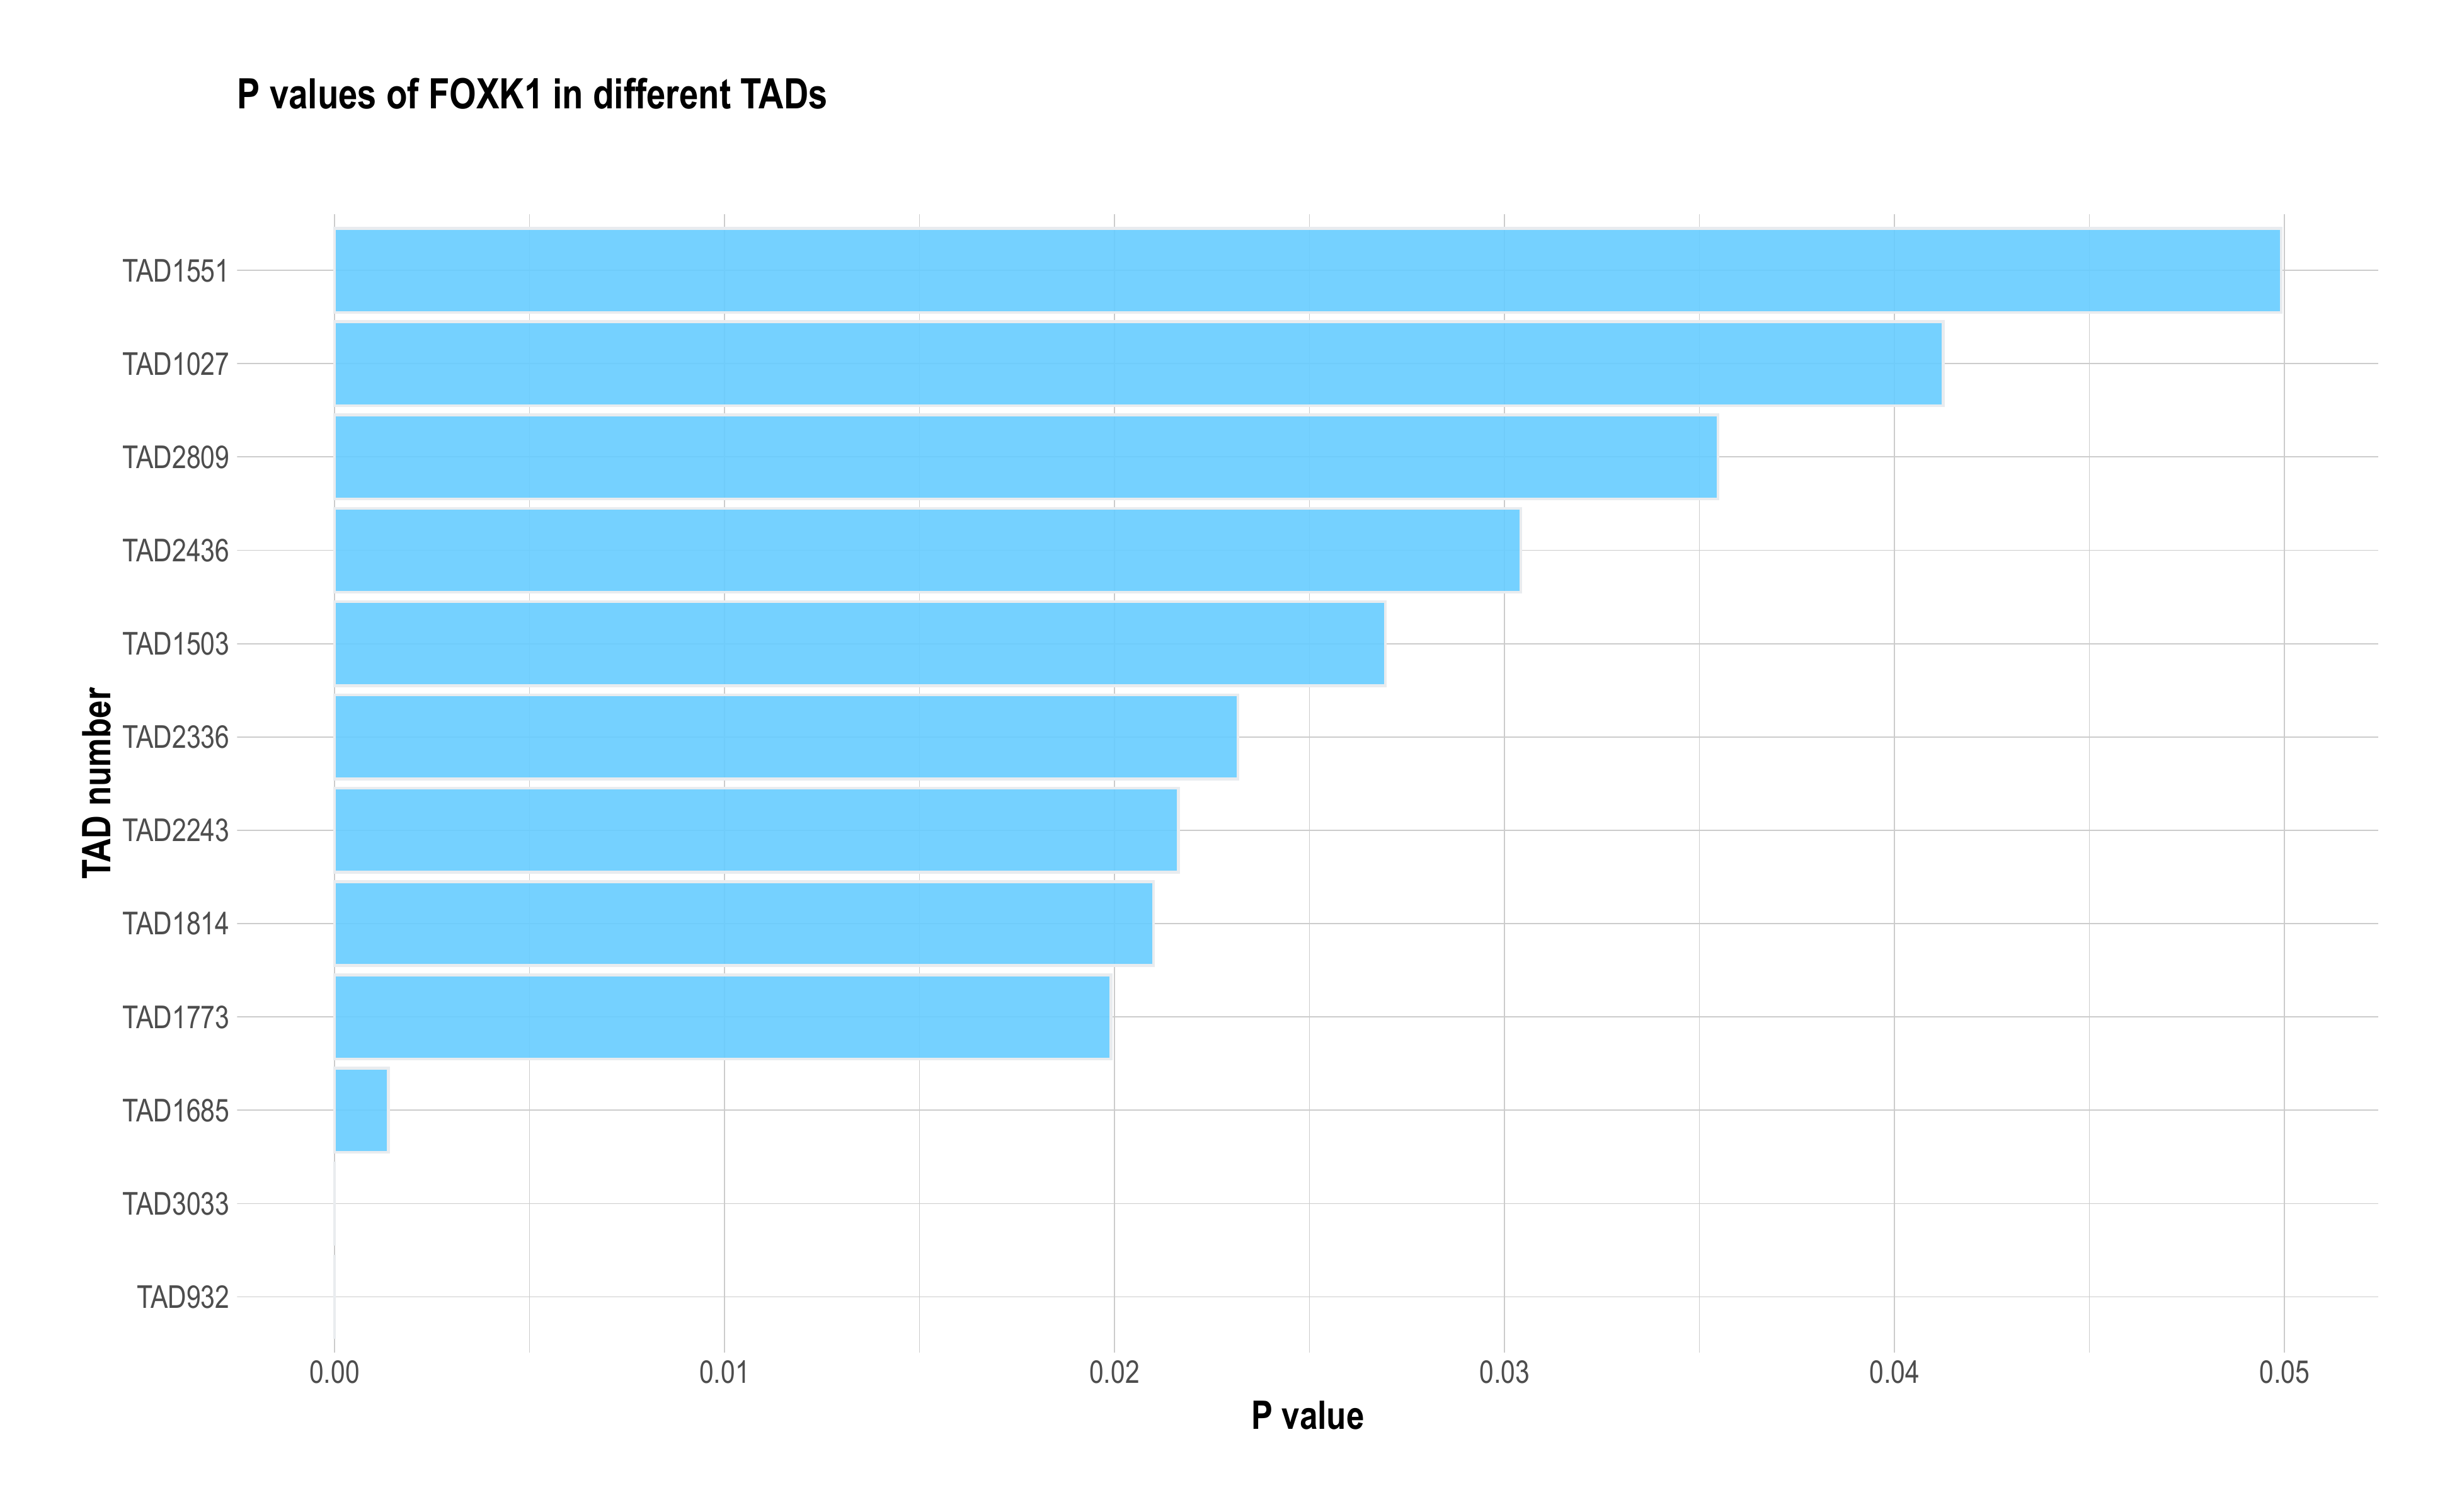 P values of FOXK1 in different TADs
TAD1551
TAD1027
TAD2809
TAD2436
TAD1503
TAD2336
TAD2243
TAD1814
TAD1773
TAD1685
TAD3033
TAD932
TAD number
0.00 0.01 0.02 0.03 0.04 0.05
P value